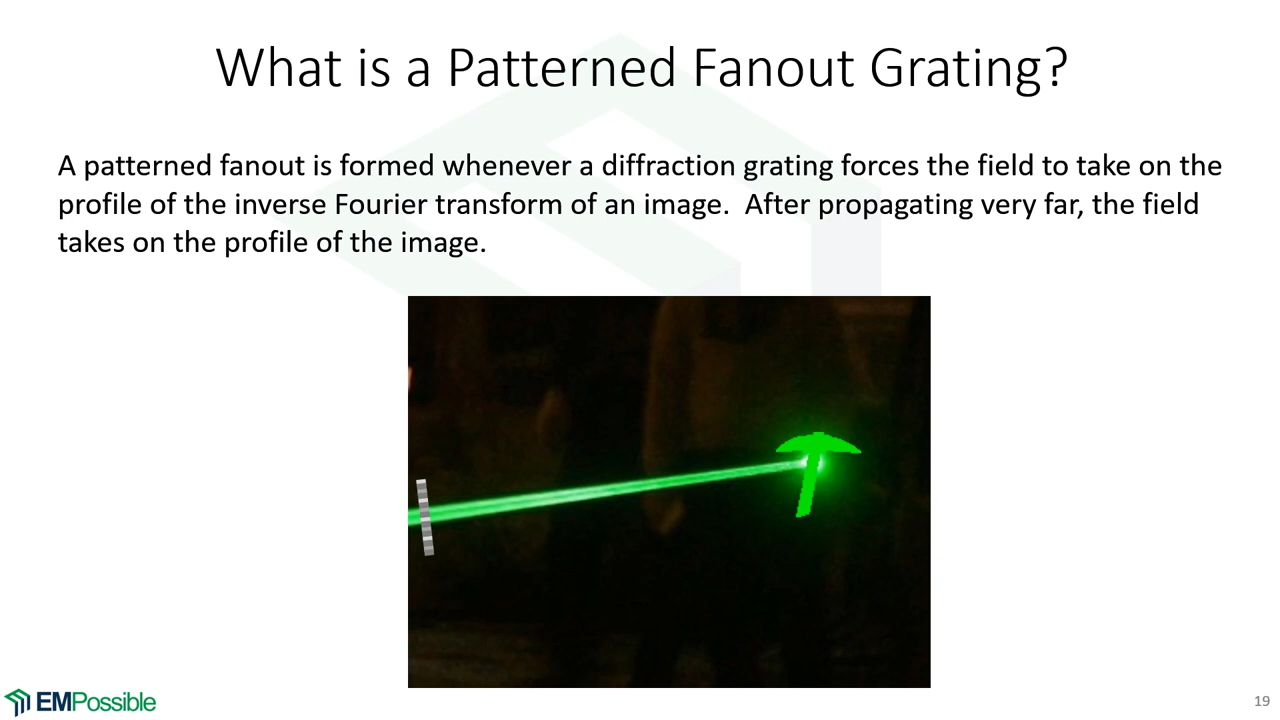 What is a Patterned Fanout Grating?
A patterned fanout is formed whenever a diffraction grating forces the field to take on the
profile of the inverse Fourier transform of an image.  After propagating very far, the field
takes on the profile of the image.
EMPossible
19